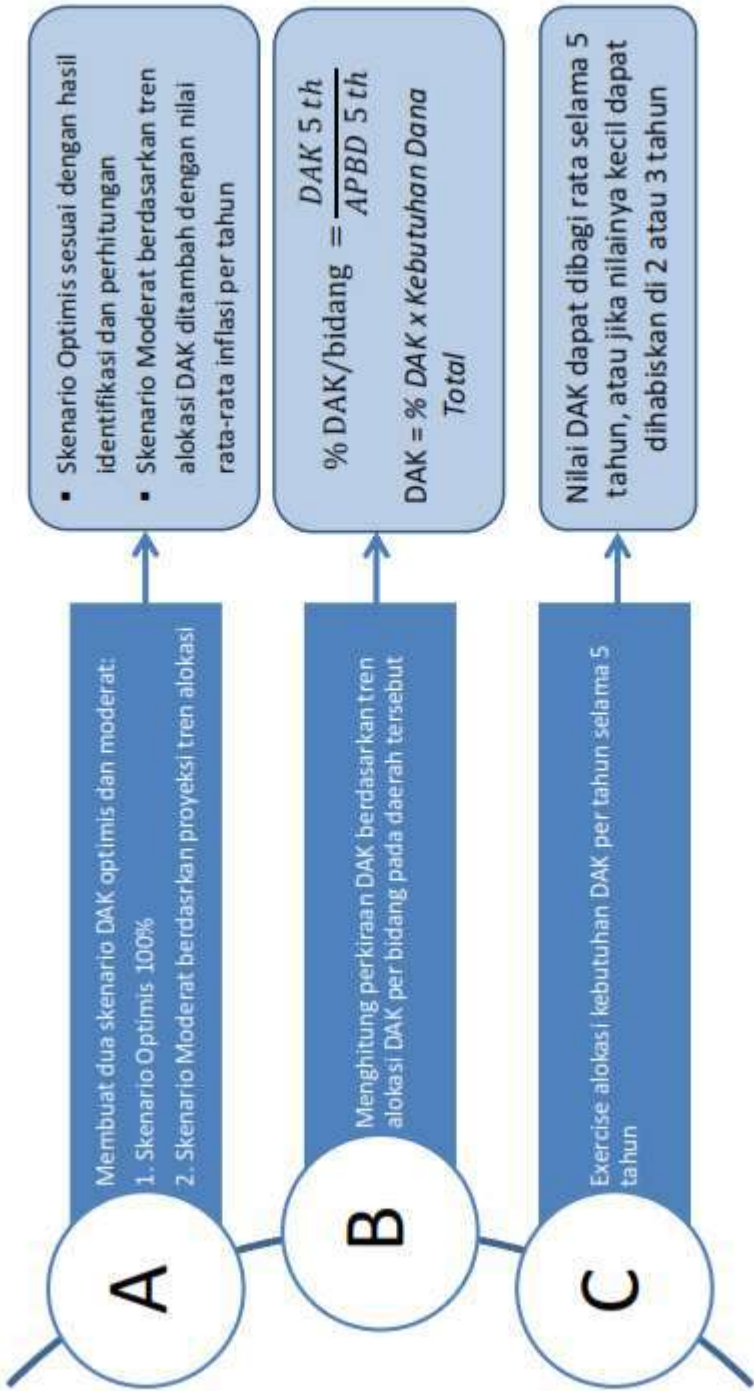 A
Membuat dua skenario DAK optimis dan moderat:
1. Skenario Optimis 100%
2. Skenario Moderat berdasrkan proyeksi tren alokasi
▪ Skenario Optimis sesuai dengan hasil
identifikasi dan perhitungan
▪ Skenario Moderat berdasarkan tren
alokasi DAK ditambah dengan nilai
rata-rata inflasi per tahun
B
Menghitung perkiraan DAK berdasarkan tren
alokasi DAK per bidang pada daerah tersebut
% DAK/bidang = DAK 5 th / APBD 5 th
DAK = % DAK x Kebutuhan Dana
Total
C
Exercise alokasi kebutuhan DAK per tahun selama 5
tahun
Nilai DAK dapat dibagi rata selama 5
tahun, atau jika nilainya kecil dapat
dihabiskan di 2 atau 3 tahun